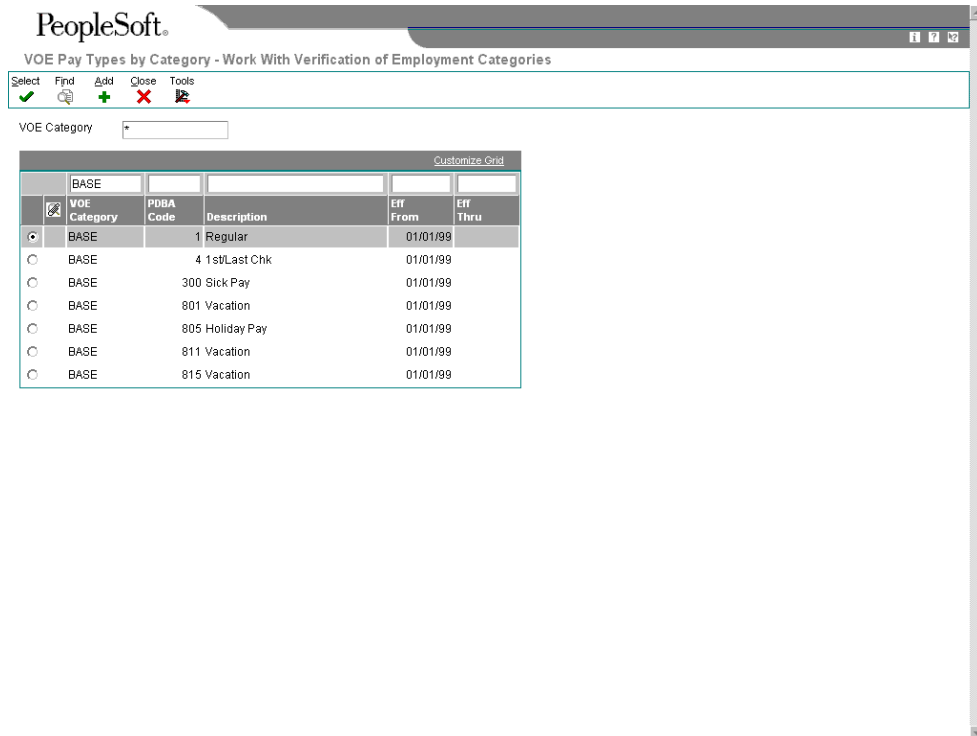 PeopleSoft®
i ? 
VOE Pay Types by Category - Work With Verification of Employment Categories
Select Find Add Close Tools
VOE Category *
Customize Grid
BASE
VOE Category PDBA Code Description Eff From Eff Thru
BASE 1 Regular 01/01/99
BASE 4 1st/Last Chk 01/01/99
BASE 300 Sick Pay 01/01/99
BASE 801 Vacation 01/01/99
BASE 805 Holiday Pay 01/01/99
BASE 811 Vacation 01/01/99
BASE 815 Vacation 01/01/99